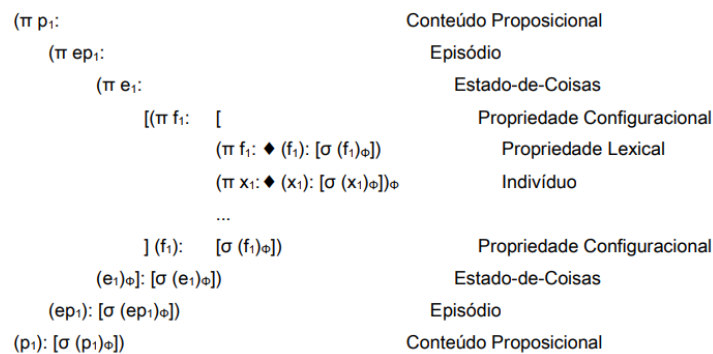 (π p₁: Conteúdo Proposicional
(π ep₁: Episódio
(π e₁: Estado-de-Coisas
[(π f₁: [ Propriedade Configuracional
(π f₁: ♦ (f₁): [σ (f₁)Φ]) Propriedade Lexical
(π x₁: ♦ (x₁): [σ (x₁)Φ])Φ Indivíduo
...
] (f₁): [σ (f₁)Φ]) Propriedade Configuracional
(e₁)Φ]: [σ (e₁)Φ]) Estado-de-Coisas
(ep₁): [σ (ep₁)Φ]) Episódio
(p₁): [σ (p₁)Φ]) Conteúdo Proposicional